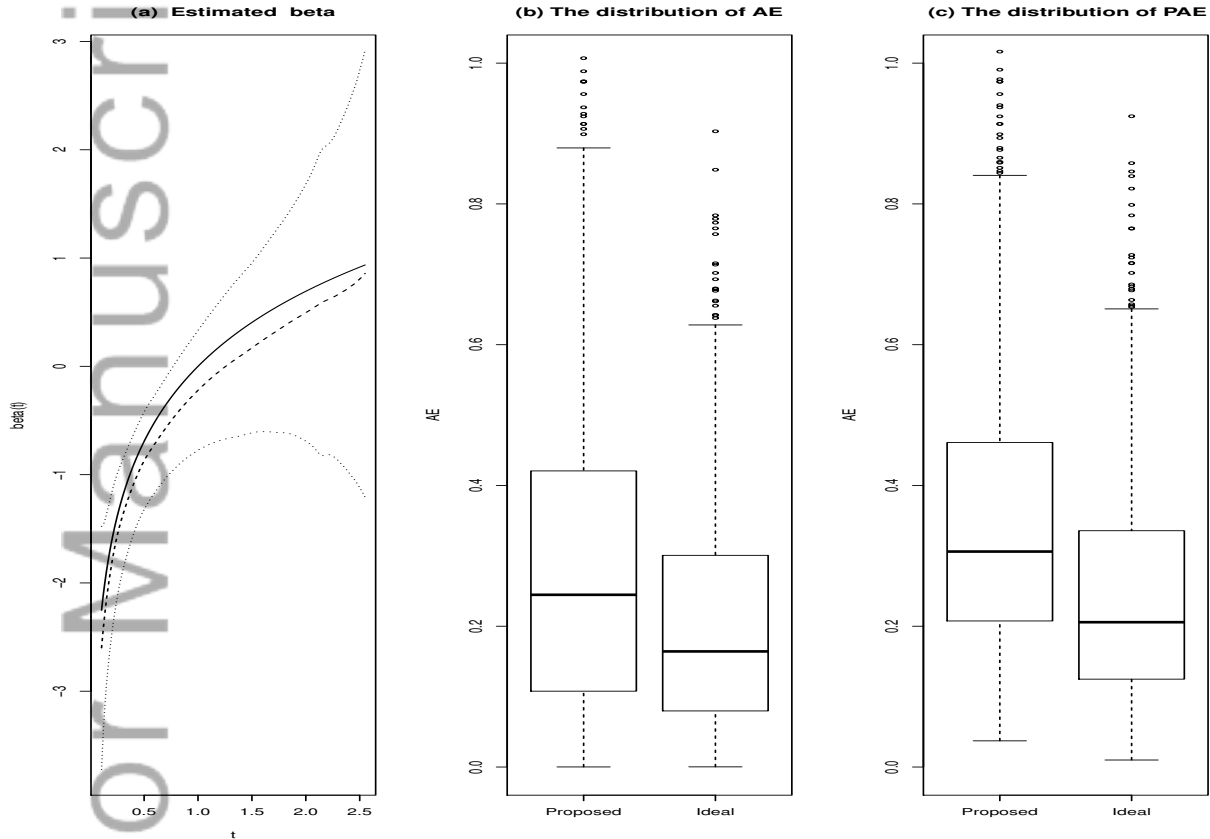 (a) Estimated beta
(b) The distribution of AE
(c) The distribution of PAE
or Manuscri
beta(t)
3
2
1
0
-1
-2
-3
0.5 1.0 1.5 2.0 2.5
t
AE
1.0
0.8
0.6
0.4
0.2
0.0
Proposed Ideal
AE
1.0
0.8
0.6
0.4
0.2
0.0
Proposed Ideal